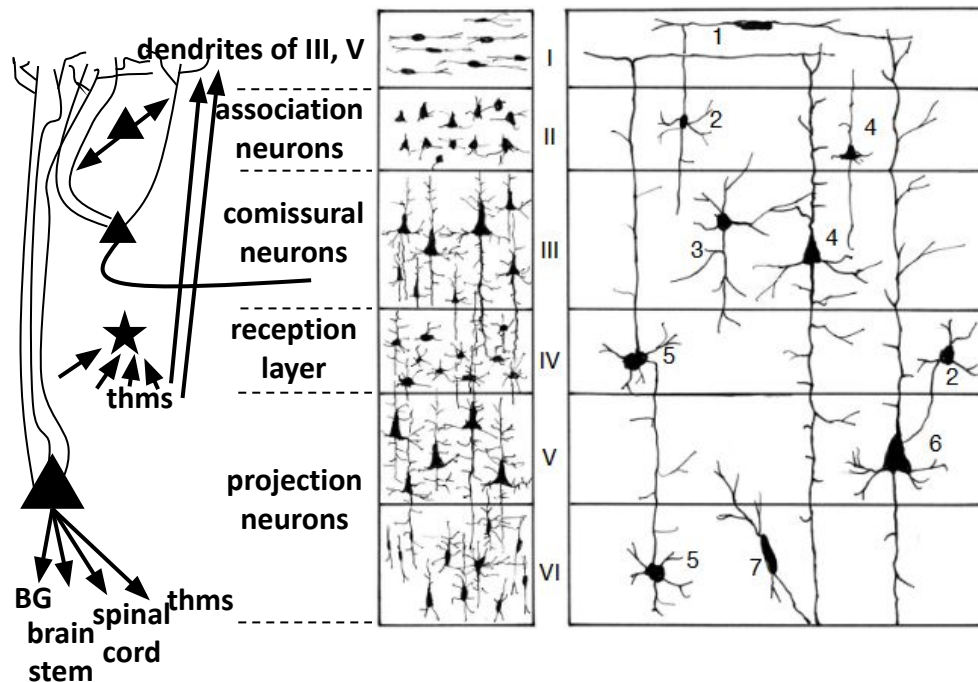 dendrites of III, V
association
neurons
comissural
neurons
reception
layer
thms
projection
neurons
BG
brain
stem
spinal
cord
thms
I
II
III
IV
V
VI
1
2
4
3
4
5
2
6
5
7